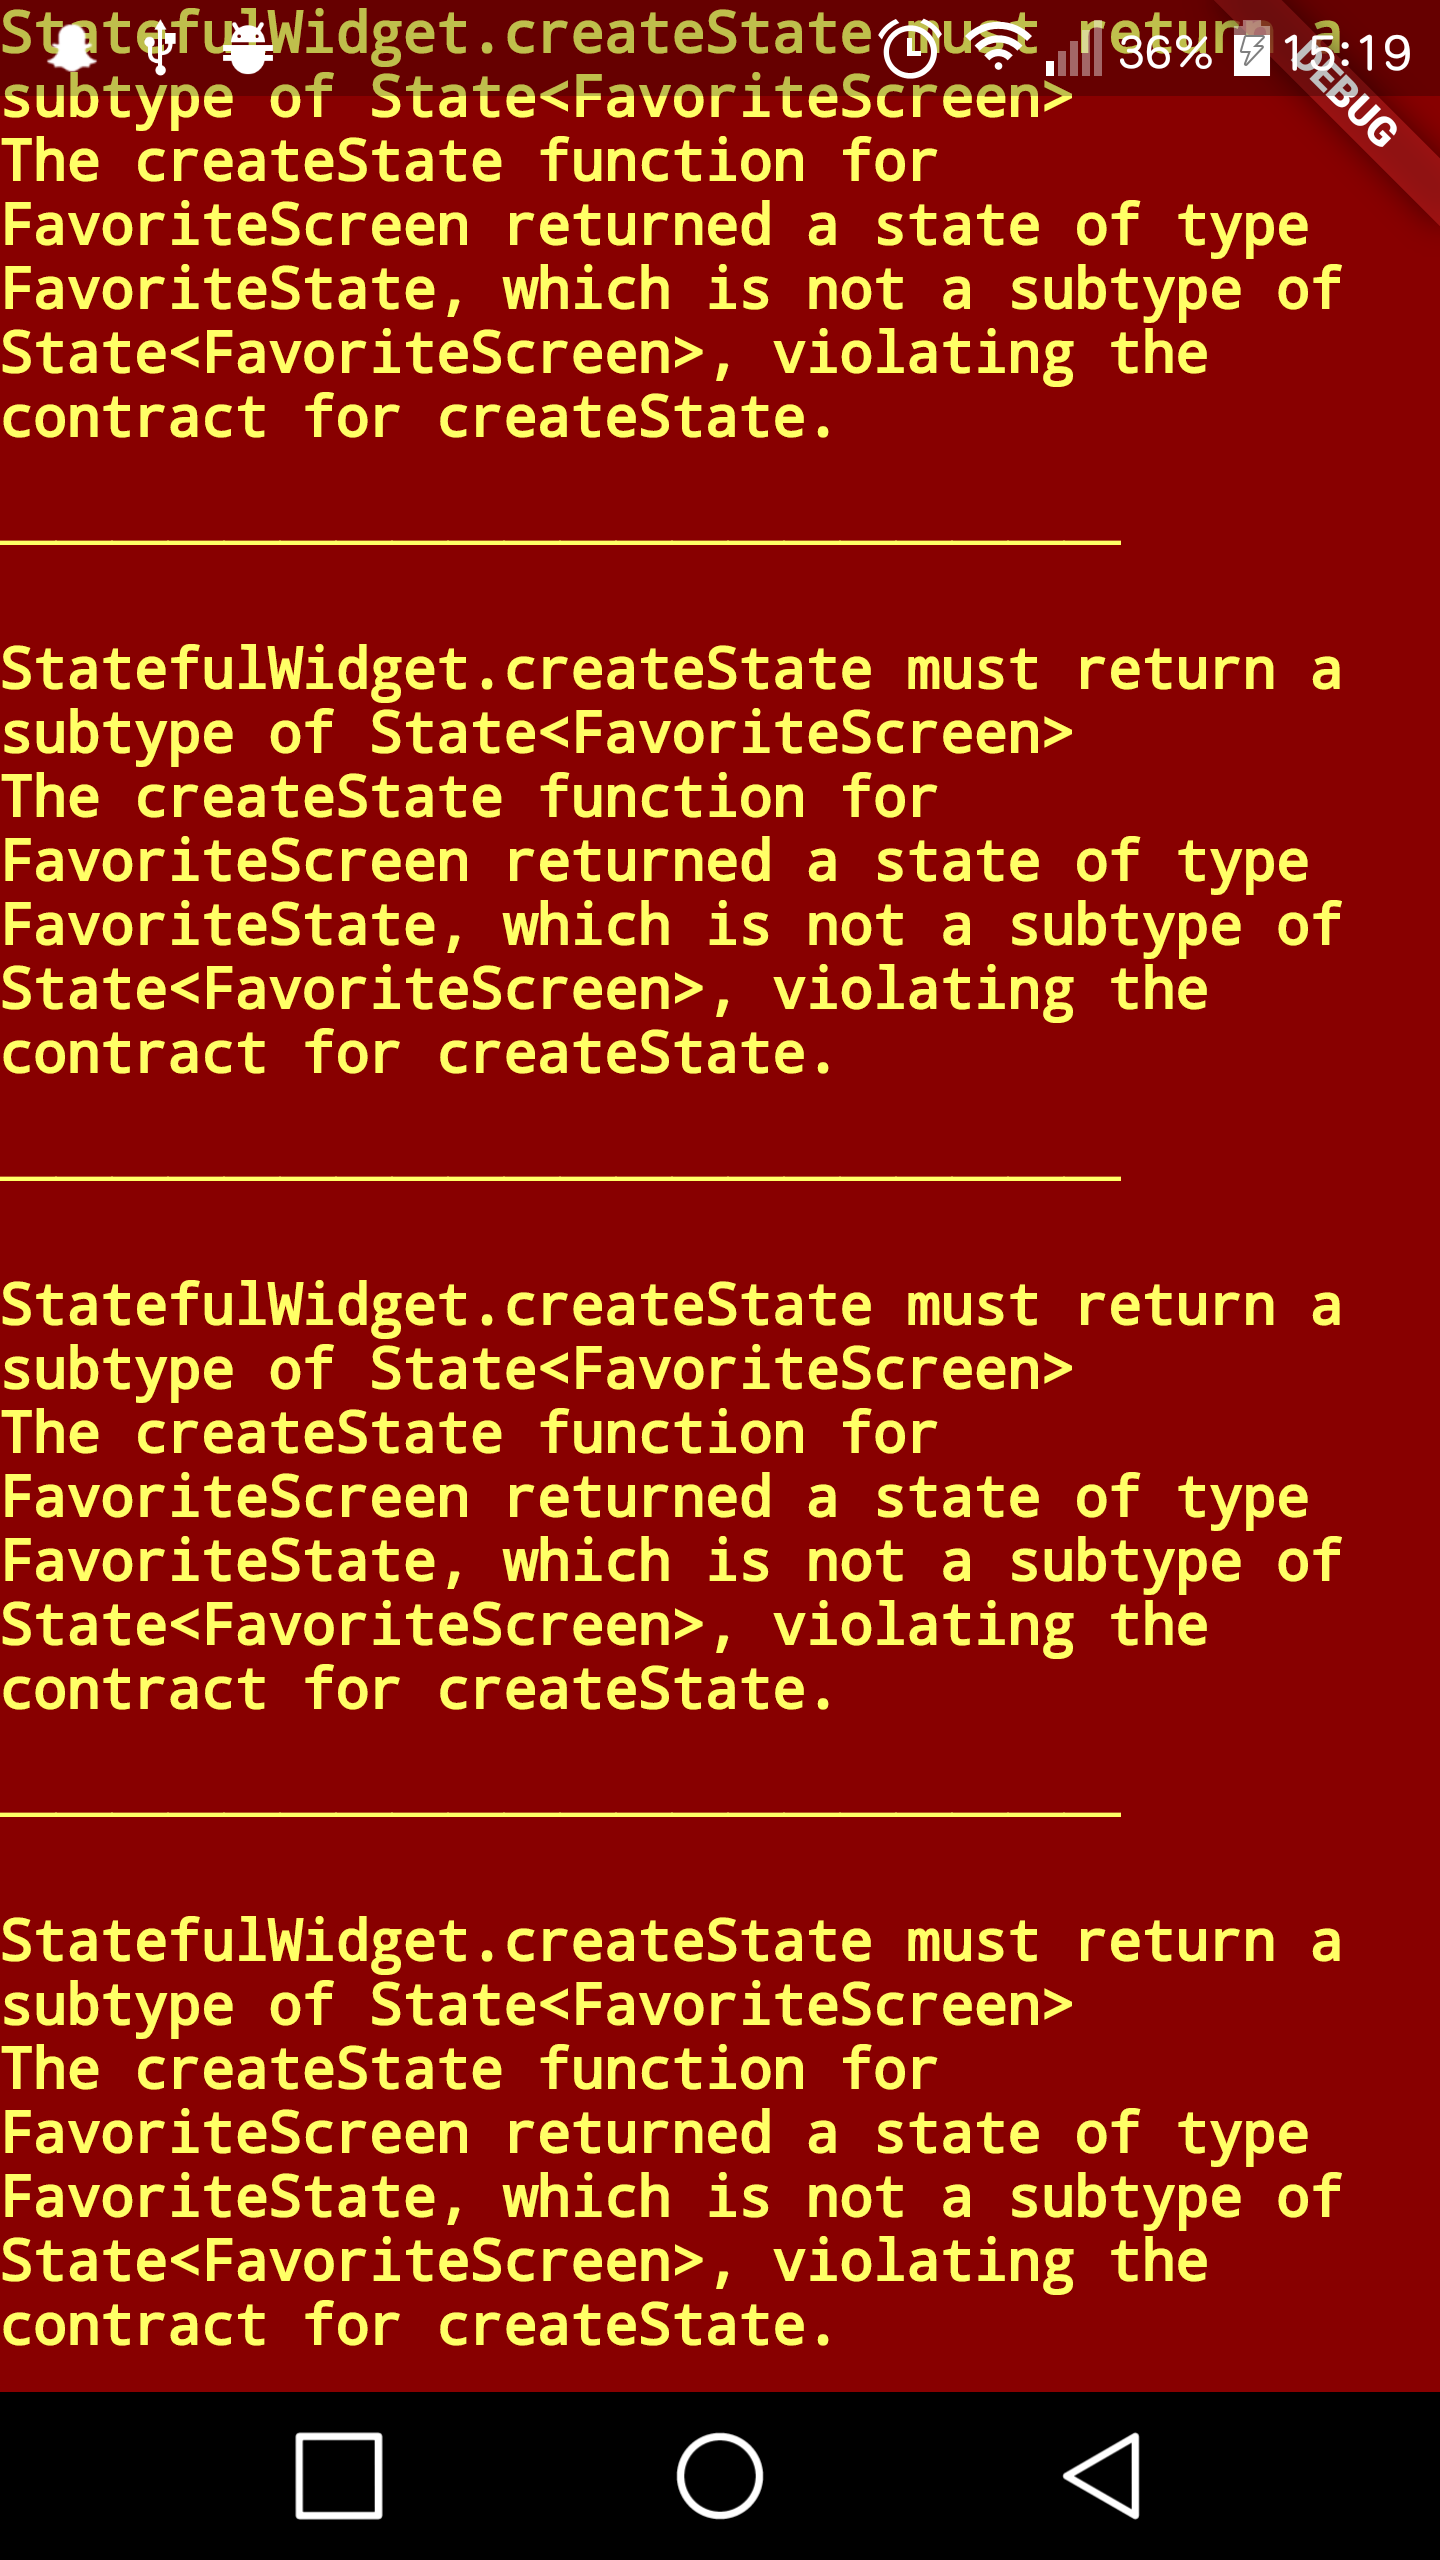 StatefulWidget.createState must return a
36% 15:19
DEBUG
subtype of State<FavoriteScreen>
The createState function for
FavoriteScreen returned a state of type
FavoriteState, which is not a subtype of
State<FavoriteScreen>, violating the
contract for createState.
StatefulWidget.createState must return a
subtype of State<FavoriteScreen>
The createState function for
FavoriteScreen returned a state of type
FavoriteState, which is not a subtype of
State<FavoriteScreen>, violating the
contract for createState.
StatefulWidget.createState must return a
subtype of State<FavoriteScreen>
The createState function for
FavoriteScreen returned a state of type
FavoriteState, which is not a subtype of
State<FavoriteScreen>, violating the
contract for createState.
StatefulWidget.createState must return a
subtype of State<FavoriteScreen>
The createState function for
FavoriteScreen returned a state of type
FavoriteState, which is not a subtype of
State<FavoriteScreen>, violating the
contract for createState.